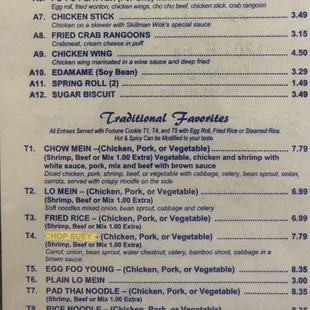 Egg roll, fried wonton, chicken wings, cho cho beef, chicken stick, crab rangoon
A7. CHICKEN STICK 3.49
Chicken on a skewer with Skillman Wok's special sauce
A8. FRIED CRAB RANGOONS 3.15
Crabmeat, cream cheese in puff
A9. CHICKEN WING 4.50
Chicken wing marinated in a wine sauce and deep fried
A10. EDAMAME (Soy Bean) 3.29
A11. SPRING ROLL (2) 1.49
A12. SUGAR BISCUIT 3.49
Traditional Favorites
All Entrees Served with Fortune Cookie T1, T4, and T5 with Egg Roll, Fried Rice or Steamed Rice.
Hot & Spicy Can be Modified to your taste.
T1. CHOW MEIN –(Chicken, Pork, or Vegetable) 7.79
(Shrimp, Beef or Mix 1.00 Extra) Vegetable, chicken and shrimp with
white sauce, pork, mix and beef with brown sauce
Diced chicken, pork, shrimp, beef, or vegetable with cabbage, celery, bean sprout, onion,
carrots, served with crispy noodle on the side
T2. LO MEIN – (Chicken, Pork or Vegetable) 6.99
(Shrimp, Beef or Mix 1.00 Extra)
Soft noodles mixed onion, bean sprout, cabbage and celery
T3. FRIED RICE – (Chicken, Pork, or Vegetable) 6.99
(Shrimp, Beef or Mix 1.00 Extra)
T4. CHOP SUEY – (Chicken, Pork, or Vegetable) 7.79
(Shrimp, Beef or Mix 1.00 Extra)
Carrot, onion, bean sprout, water chestnut, celery, bamboo shoot, cabbage in a
brown sauce
T5. EGG FOO YOUNG – (Chicken, Pork, or Vegetable) 8.35
T6. PLAIN LO MEIN 3.00
T7. PAD THAI NOODLE – (Chicken, Pork, or Vegetable) 8.35
T8. RICE NOODLE – (Chicken, Pork, or Vegetable)